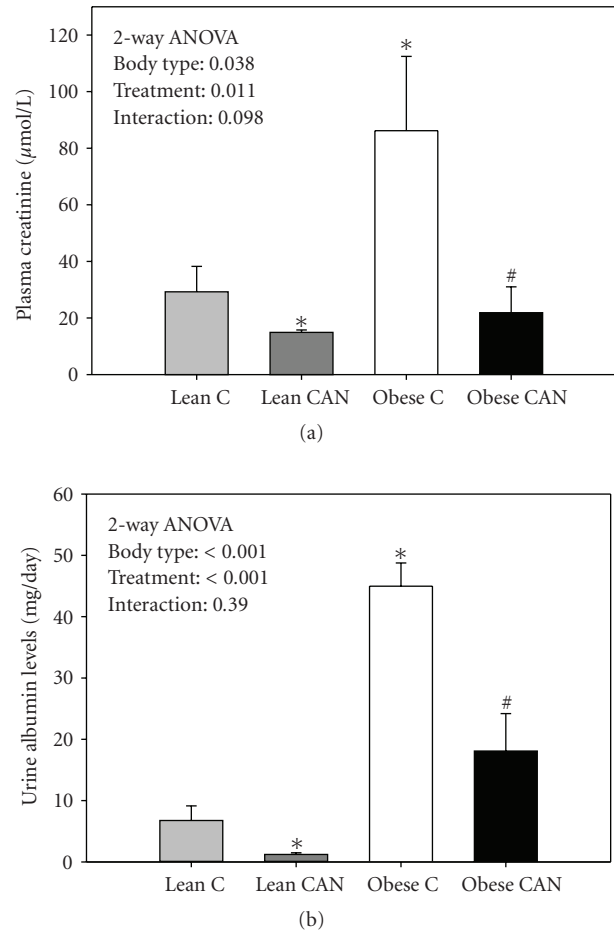 120
100
80
60
40
20
0
Plasma creatinine (μmol/L)
2-way ANOVA
Body type: 0.038
Treatment: 0.011
Interaction: 0.098
*
*
#
Lean C Lean CAN Obese C Obese CAN
(a)
60
50
40
30
20
10
0
Urine albumin levels (mg/day)
2-way ANOVA
Body type: < 0.001
Treatment: < 0.001
Interaction: 0.39
*
*
#
Lean C Lean CAN Obese C Obese CAN
(b)